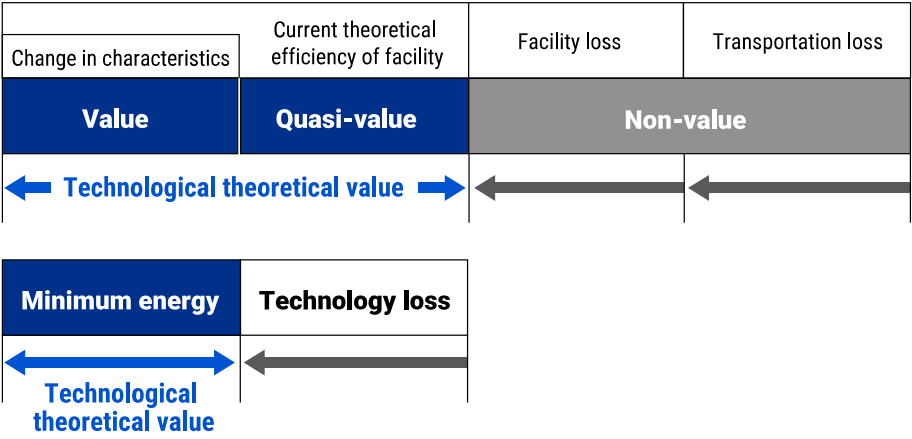 Change in characteristics
Current theoretical
efficiency of facility
Facility loss
Transportation loss
Value
Quasi-value
Non-value
Technological theoretical value
Minimum energy
Technology loss
Technological
theoretical value